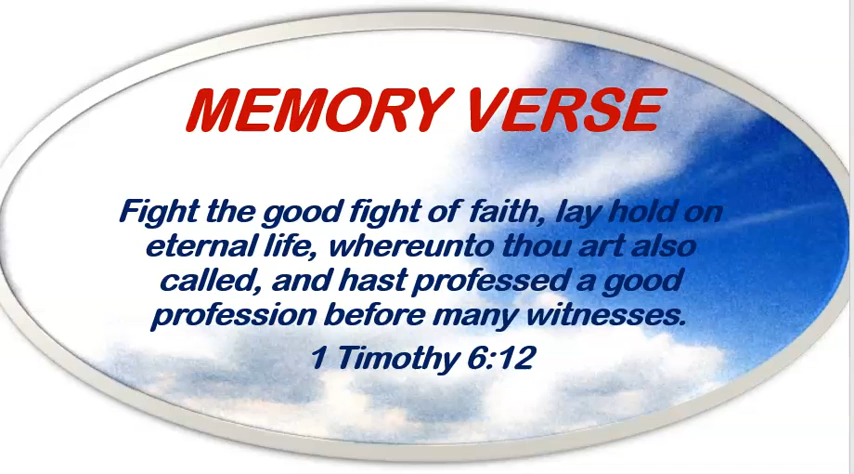 MEMORY VERSE
Fight the good fight of faith, lay hold on
eternal life, whereunto thou art also
called, and hast professed a good
profession before many witnesses.
1 Timothy 6:12